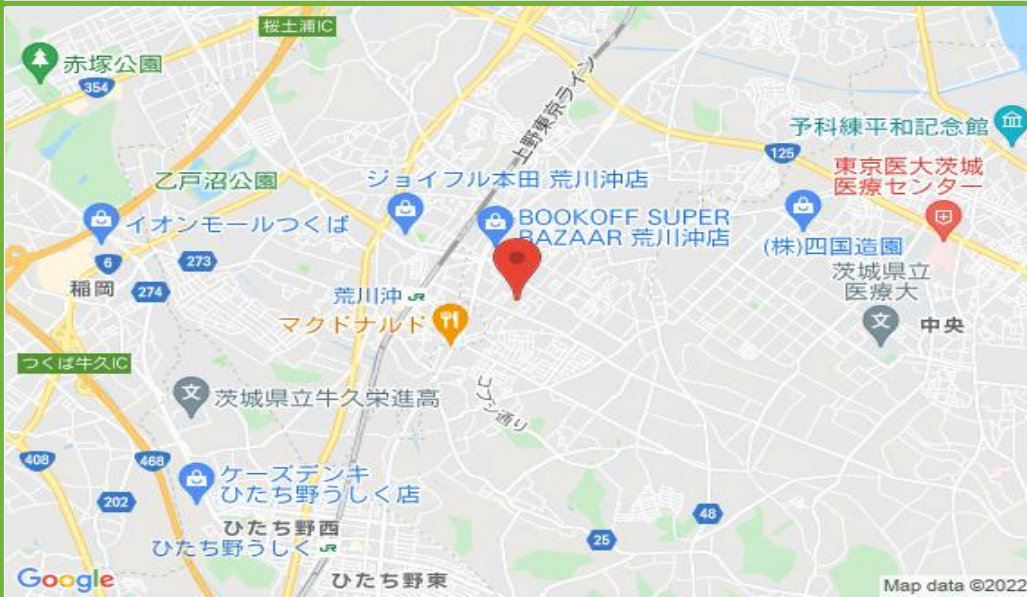 桜土浦IC
赤塚公園
354
上野東京ライン
予科練平和記念館
125
東京医大茨城
医療センター
乙戸沼公園
ジョイフル本田 荒川沖店
イオンモールつくば
BOOKOFF SUPER
BAZAAR 荒川沖店
(株)四国造園
6
273
稲岡
274
荒川沖 JR
マクドナルド
茨城県立
医療大
中央
つくば牛久IC
茨城県立牛久栄進高
コブシ通り
408
468
202
ケーズデンキ
ひたち野うしく店
48
25
ひたち野西
ひたち野うしく JR
ひたち野東
Google
Map data ©2022
文
文